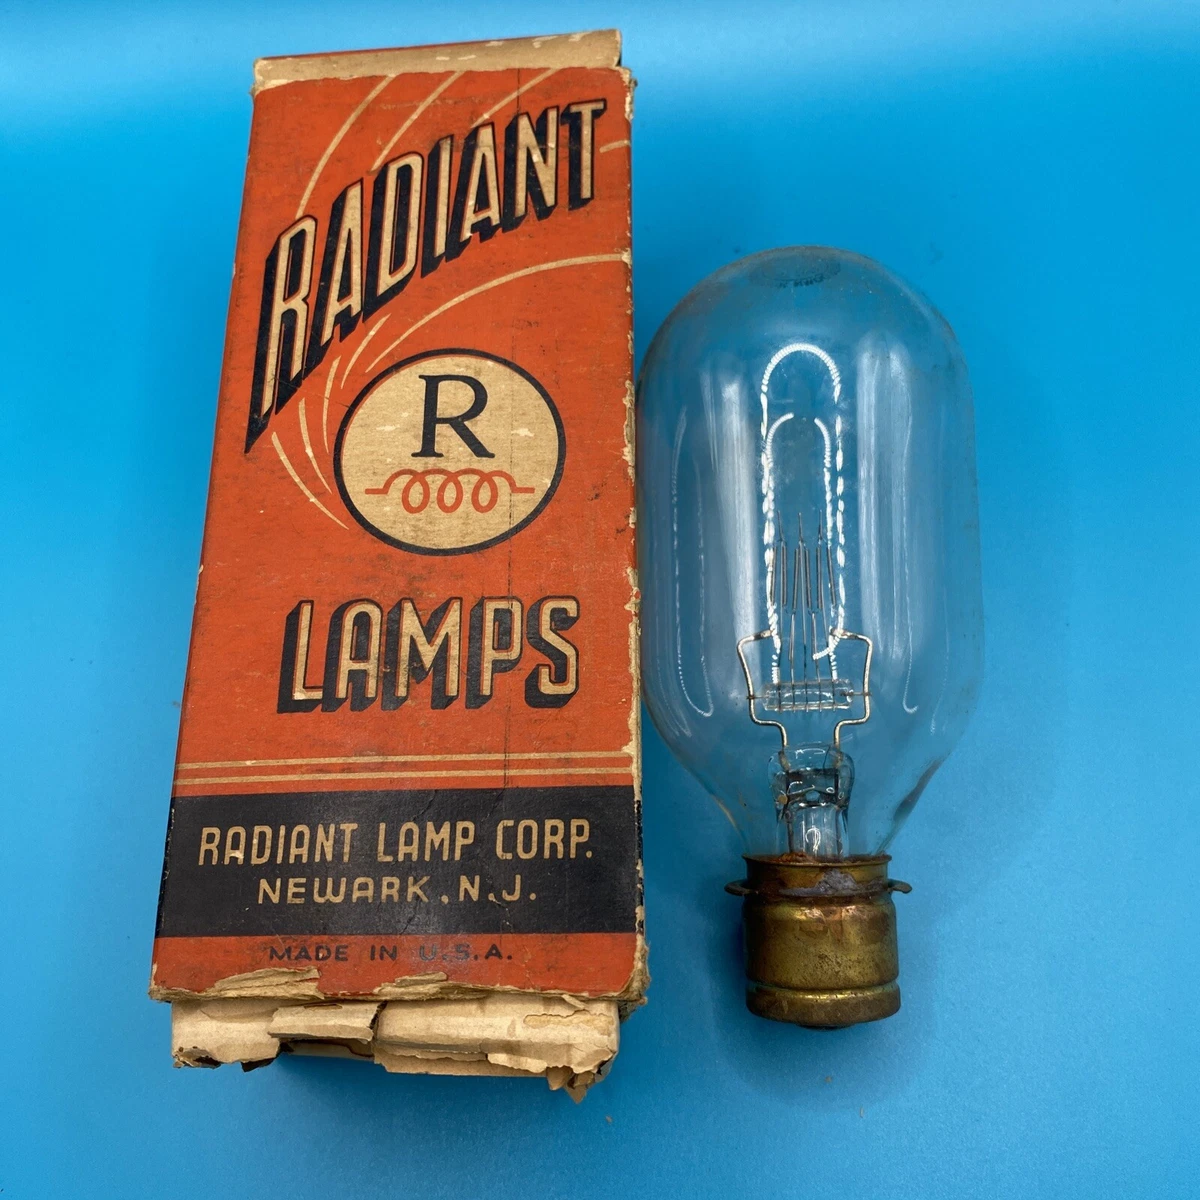 RADIANT
R
LAMPS
RADIANT LAMP CORP.
NEWARK, N.J.
MADE IN U.S.A.